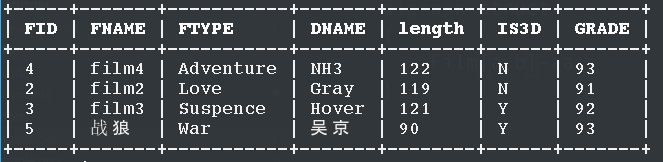 FID FNAME FTYPE DNAME length IS3D GRADE
4 film4 Adventure NH3 122 N 93
2 film2 Love Gray 119 N 91
3 film3 Suspence Hover 121 Y 92
5 战狼 War 吴京 90 Y 93